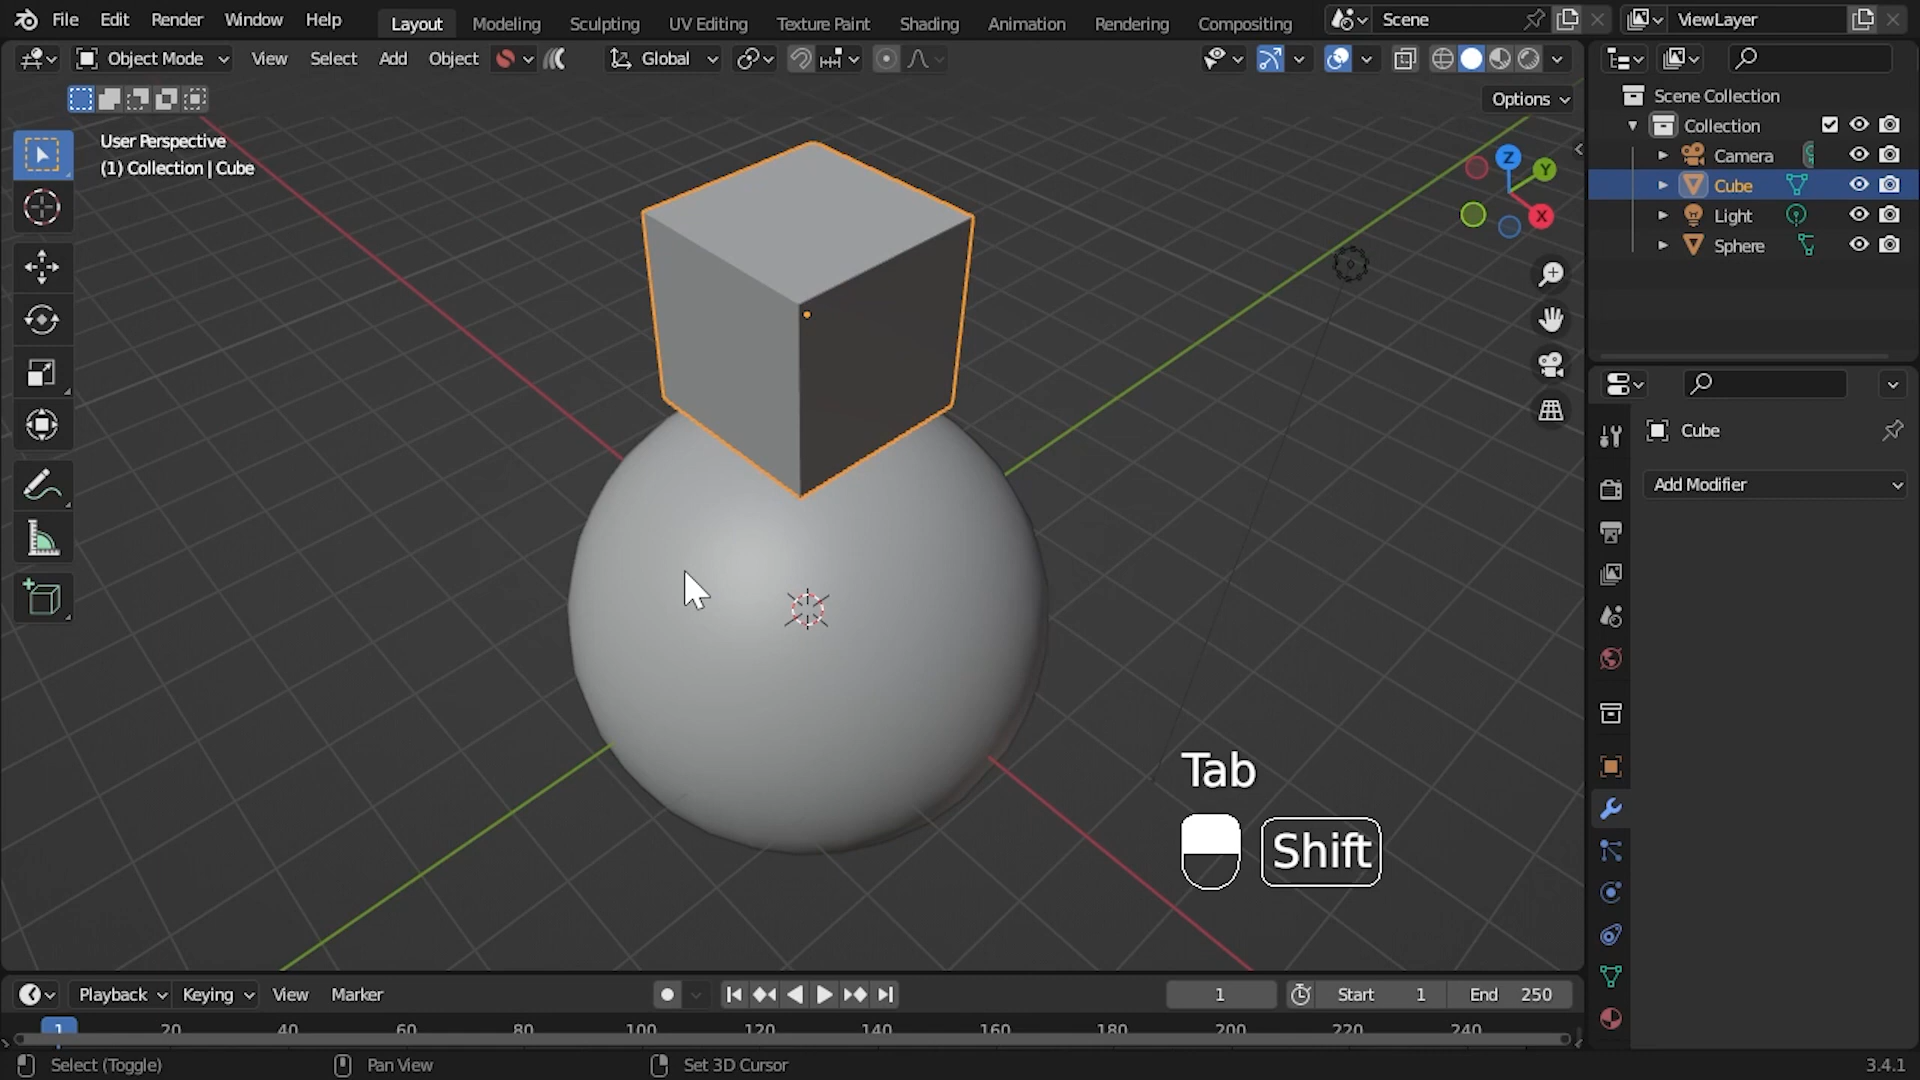 File Edit Render Window Help Layout Modeling Sculpting UV Editing Texture Paint Shading Animation Rendering Compositing Scene ViewLayer
Object Mode View Select Add Object Global
Options
User Perspective
(1) Collection | Cube
Z
Y
X
Scene Collection
Collection
Camera
Cube
Light
Sphere
Cube
Add Modifier
Tab
Shift
Playback Keying View Marker 1 Start 1 End 250
1 20 40 60 80 100 120 140 160 180 200 220 240
Select (Toggle) Pan View Set 3D Cursor 3.4.1